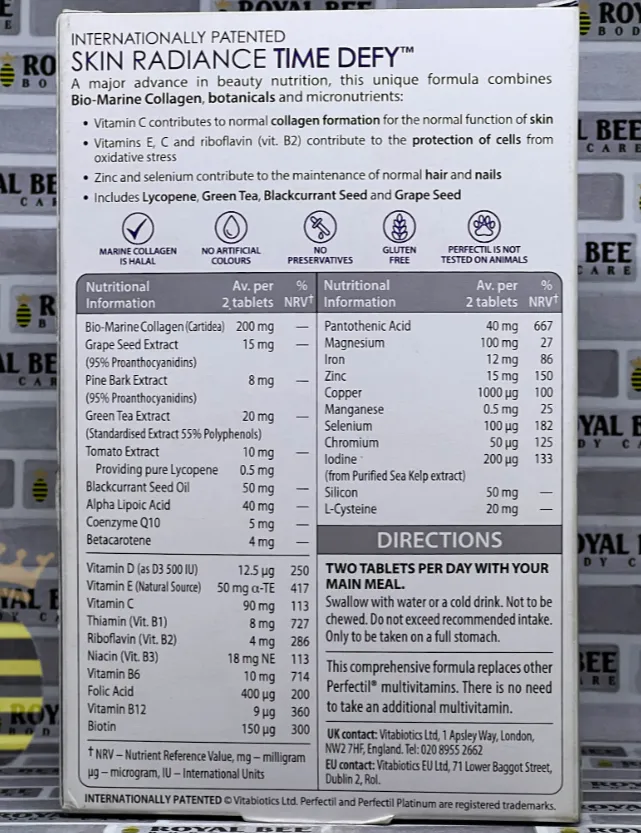 INTERNATIONALLY PATENTED
SKIN RADIANCE TIME DEFY™
A major advance in beauty nutrition, this unique formula combines
Bio-Marine Collagen, botanicals and micronutrients:
• Vitamin C contributes to normal collagen formation for the normal function of skin
• Vitamins E, C and riboflavin (vit. B2) contribute to the protection of cells from
oxidative stress
• Zinc and selenium contribute to the maintenance of normal hair and nails
• Includes Lycopene, Green Tea, Blackcurrant Seed and Grape Seed
MARINE COLLAGEN
IS HALAL
NO ARTIFICIAL
COLOURS
NO
PRESERVATIVES
GLUTEN
FREE
PERFECTIL IS NOT
TESTED ON ANIMALS
Nutritional Av. per %
Information 2 tablets NRV†
Bio-Marine Collagen (Cartidea) 200 mg —
Grape Seed Extract 15 mg —
(95% Proanthocyanidins)
Pine Bark Extract 8 mg —
(95% Proanthocyanidins)
Green Tea Extract 20 mg —
(Standardised Extract 55% Polyphenols)
Tomato Extract 10 mg —
Providing pure Lycopene 0.5 mg
Blackcurrant Seed Oil 50 mg —
Alpha Lipoic Acid 40 mg —
Coenzyme Q10 5 mg —
Betacarotene 4 mg —
Vitamin D (as D3 500 IU) 12.5 µg 250
Vitamin E (Natural Source) 50 mg α-TE 417
Vitamin C 90 mg 113
Thiamin (Vit. B1) 8 mg 727
Riboflavin (Vit. B2) 4 mg 286
Niacin (Vit. B3) 18 mg NE 113
Vitamin B6 10 mg 714
Folic Acid 400 µg 200
Vitamin B12 9 µg 360
Biotin 150 µg 300
† NRV – Nutrient Reference Value, mg – milligram
µg – microgram, IU – International Units
Nutritional Av. per %
Information 2 tablets NRV†
Pantothenic Acid 40 mg 667
Magnesium 100 mg 27
Iron 12 mg 86
Zinc 15 mg 150
Copper 1000 µg 100
Manganese 0.5 mg 25
Selenium 100 µg 182
Chromium 50 µg 125
Iodine 200 µg 133
(from Purified Sea Kelp extract)
Silicon 50 mg —
L-Cysteine 20 mg —
DIRECTIONS
TWO TABLETS PER DAY WITH YOUR
MAIN MEAL.
Swallow with water or a cold drink. Not to be
chewed. Do not exceed recommended intake.
Only to be taken on a full stomach.
This comprehensive formula replaces other
Perfectil® multivitamins. There is no need
to take an additional multivitamin.
UK contact: Vitabiotics Ltd, 1 Apsley Way, London,
NW2 7HF, England. Tel: 020 8955 2662
EU contact: Vitabiotics EU Ltd, 71 Lower Baggot Street,
Dublin 2, RoI.
INTERNATIONALLY PATENTED © Vitabiotics Ltd. Perfectil and Perfectil Platinum are registered trademarks.
ROYAL BEE